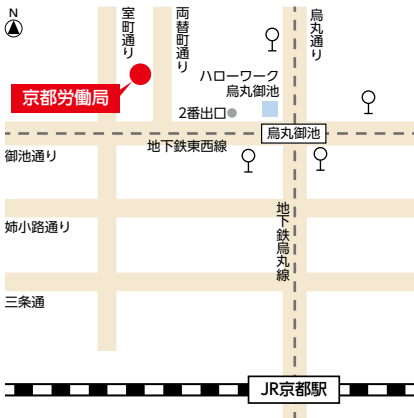 N
室町通り
両替町通り
烏丸通り
ハローワーク
烏丸御池
京都労働局
2番出口
烏丸御池
地下鉄東西線
御池通り
地下鉄烏丸線
姉小路通り
三条通
JR京都駅